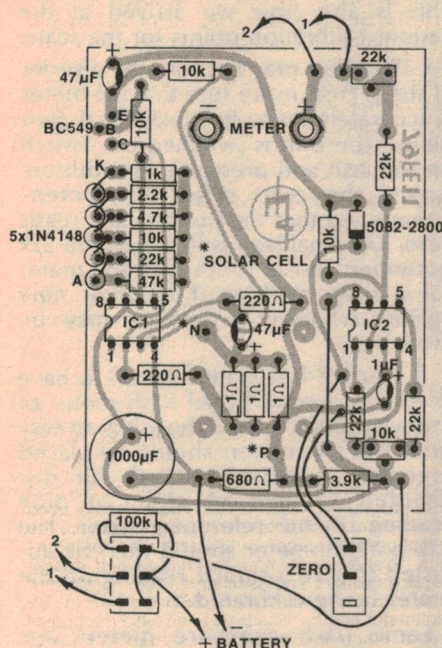 2 1
22k
47µF
+
10k
E
BC549 B
C
10k
− METER +
22k
79FE11
K
1k
2.2k
4.7k
5x1N4148 10k
22k
A 47k
EA
*SOLAR CELL
10k
5082-2800
8 5
IC1
1 4
220Ω
*N
+
47µF
8 5
IC2
1 4
1µF
+
220Ω
1Ω 1Ω 1Ω
22k
10k
22k
*P
+
1000µF
680Ω
3.9k
100k
2
1
ZERO
−
+ BATTERY